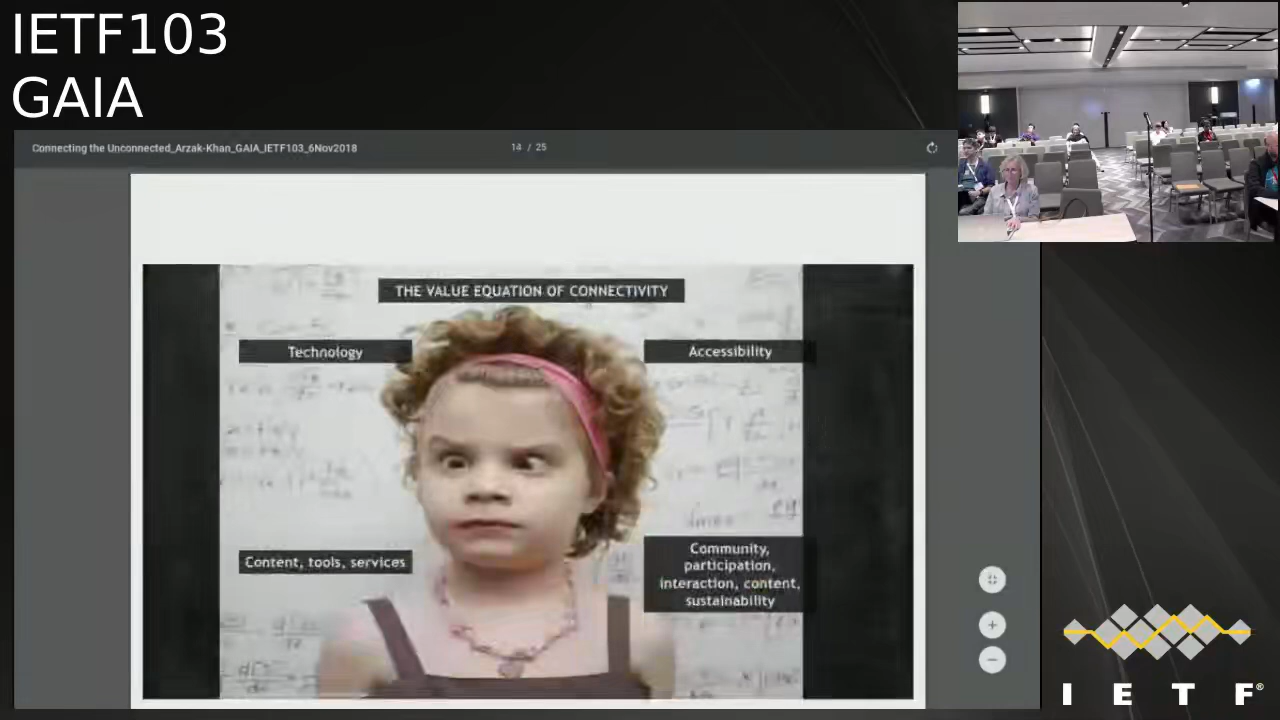 IETF103
GAIA
Connecting the Unconnected_Arzak-Khan_GAIA_IETF103_6Nov2018
14 / 25
THE VALUE EQUATION OF CONNECTIVITY
Technology
Accessibility
Content, tools, services
Community,
participation,
interaction, content,
sustainability
I E T F®